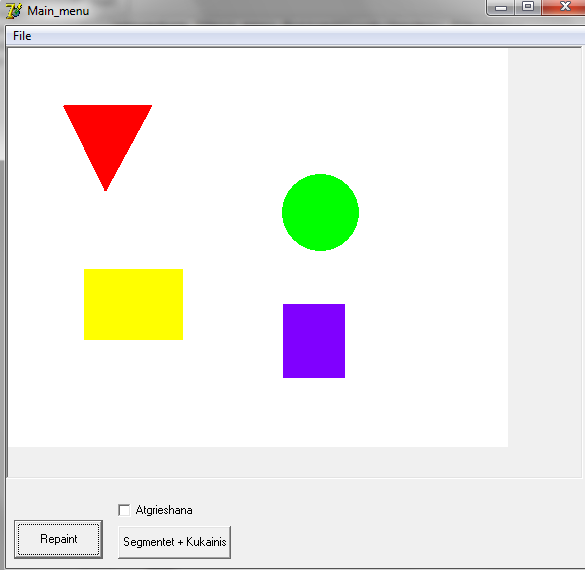 Main_menu
File
Atgrieshana
Repaint
Segmentet + Kukainis